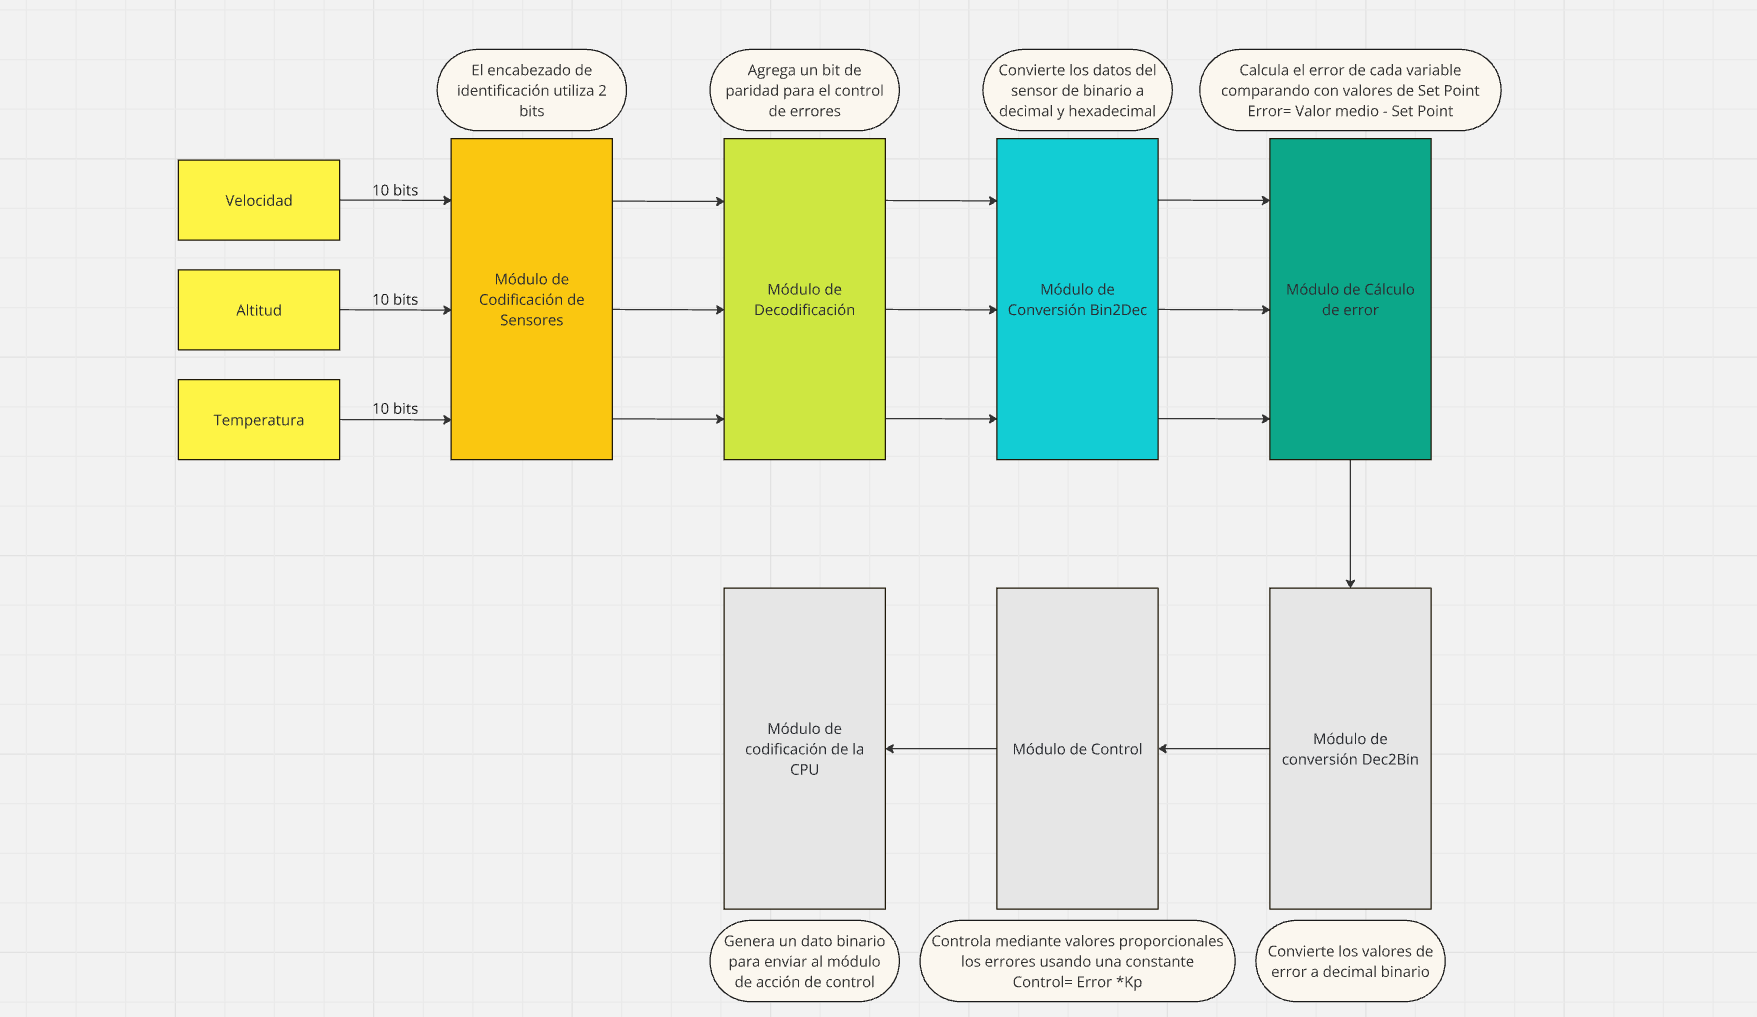 El encabezado de
identificación utiliza 2
bits
Agrega un bit de
paridad para el control
de errores
Convierte los datos del
sensor de binario a
decimal y hexadecimal
Calcula el error de cada variable
comparando con valores de Set Point
Error= Valor medio - Set Point
Velocidad
10 bits
Altitud
10 bits
Temperatura
10 bits
Módulo de
Codificación de
Sensores
Módulo de
Decodificación
Módulo de
Conversión Bin2Dec
Módulo de Cálculo
de error
Módulo de
codificación de la
CPU
Módulo de Control
Módulo de
conversión Dec2Bin
Genera un dato binario
para enviar al módulo
de acción de control
Controla mediante valores proporcionales
los errores usando una constante
Control= Error *Kp
Convierte los valores de
error a decimal binario